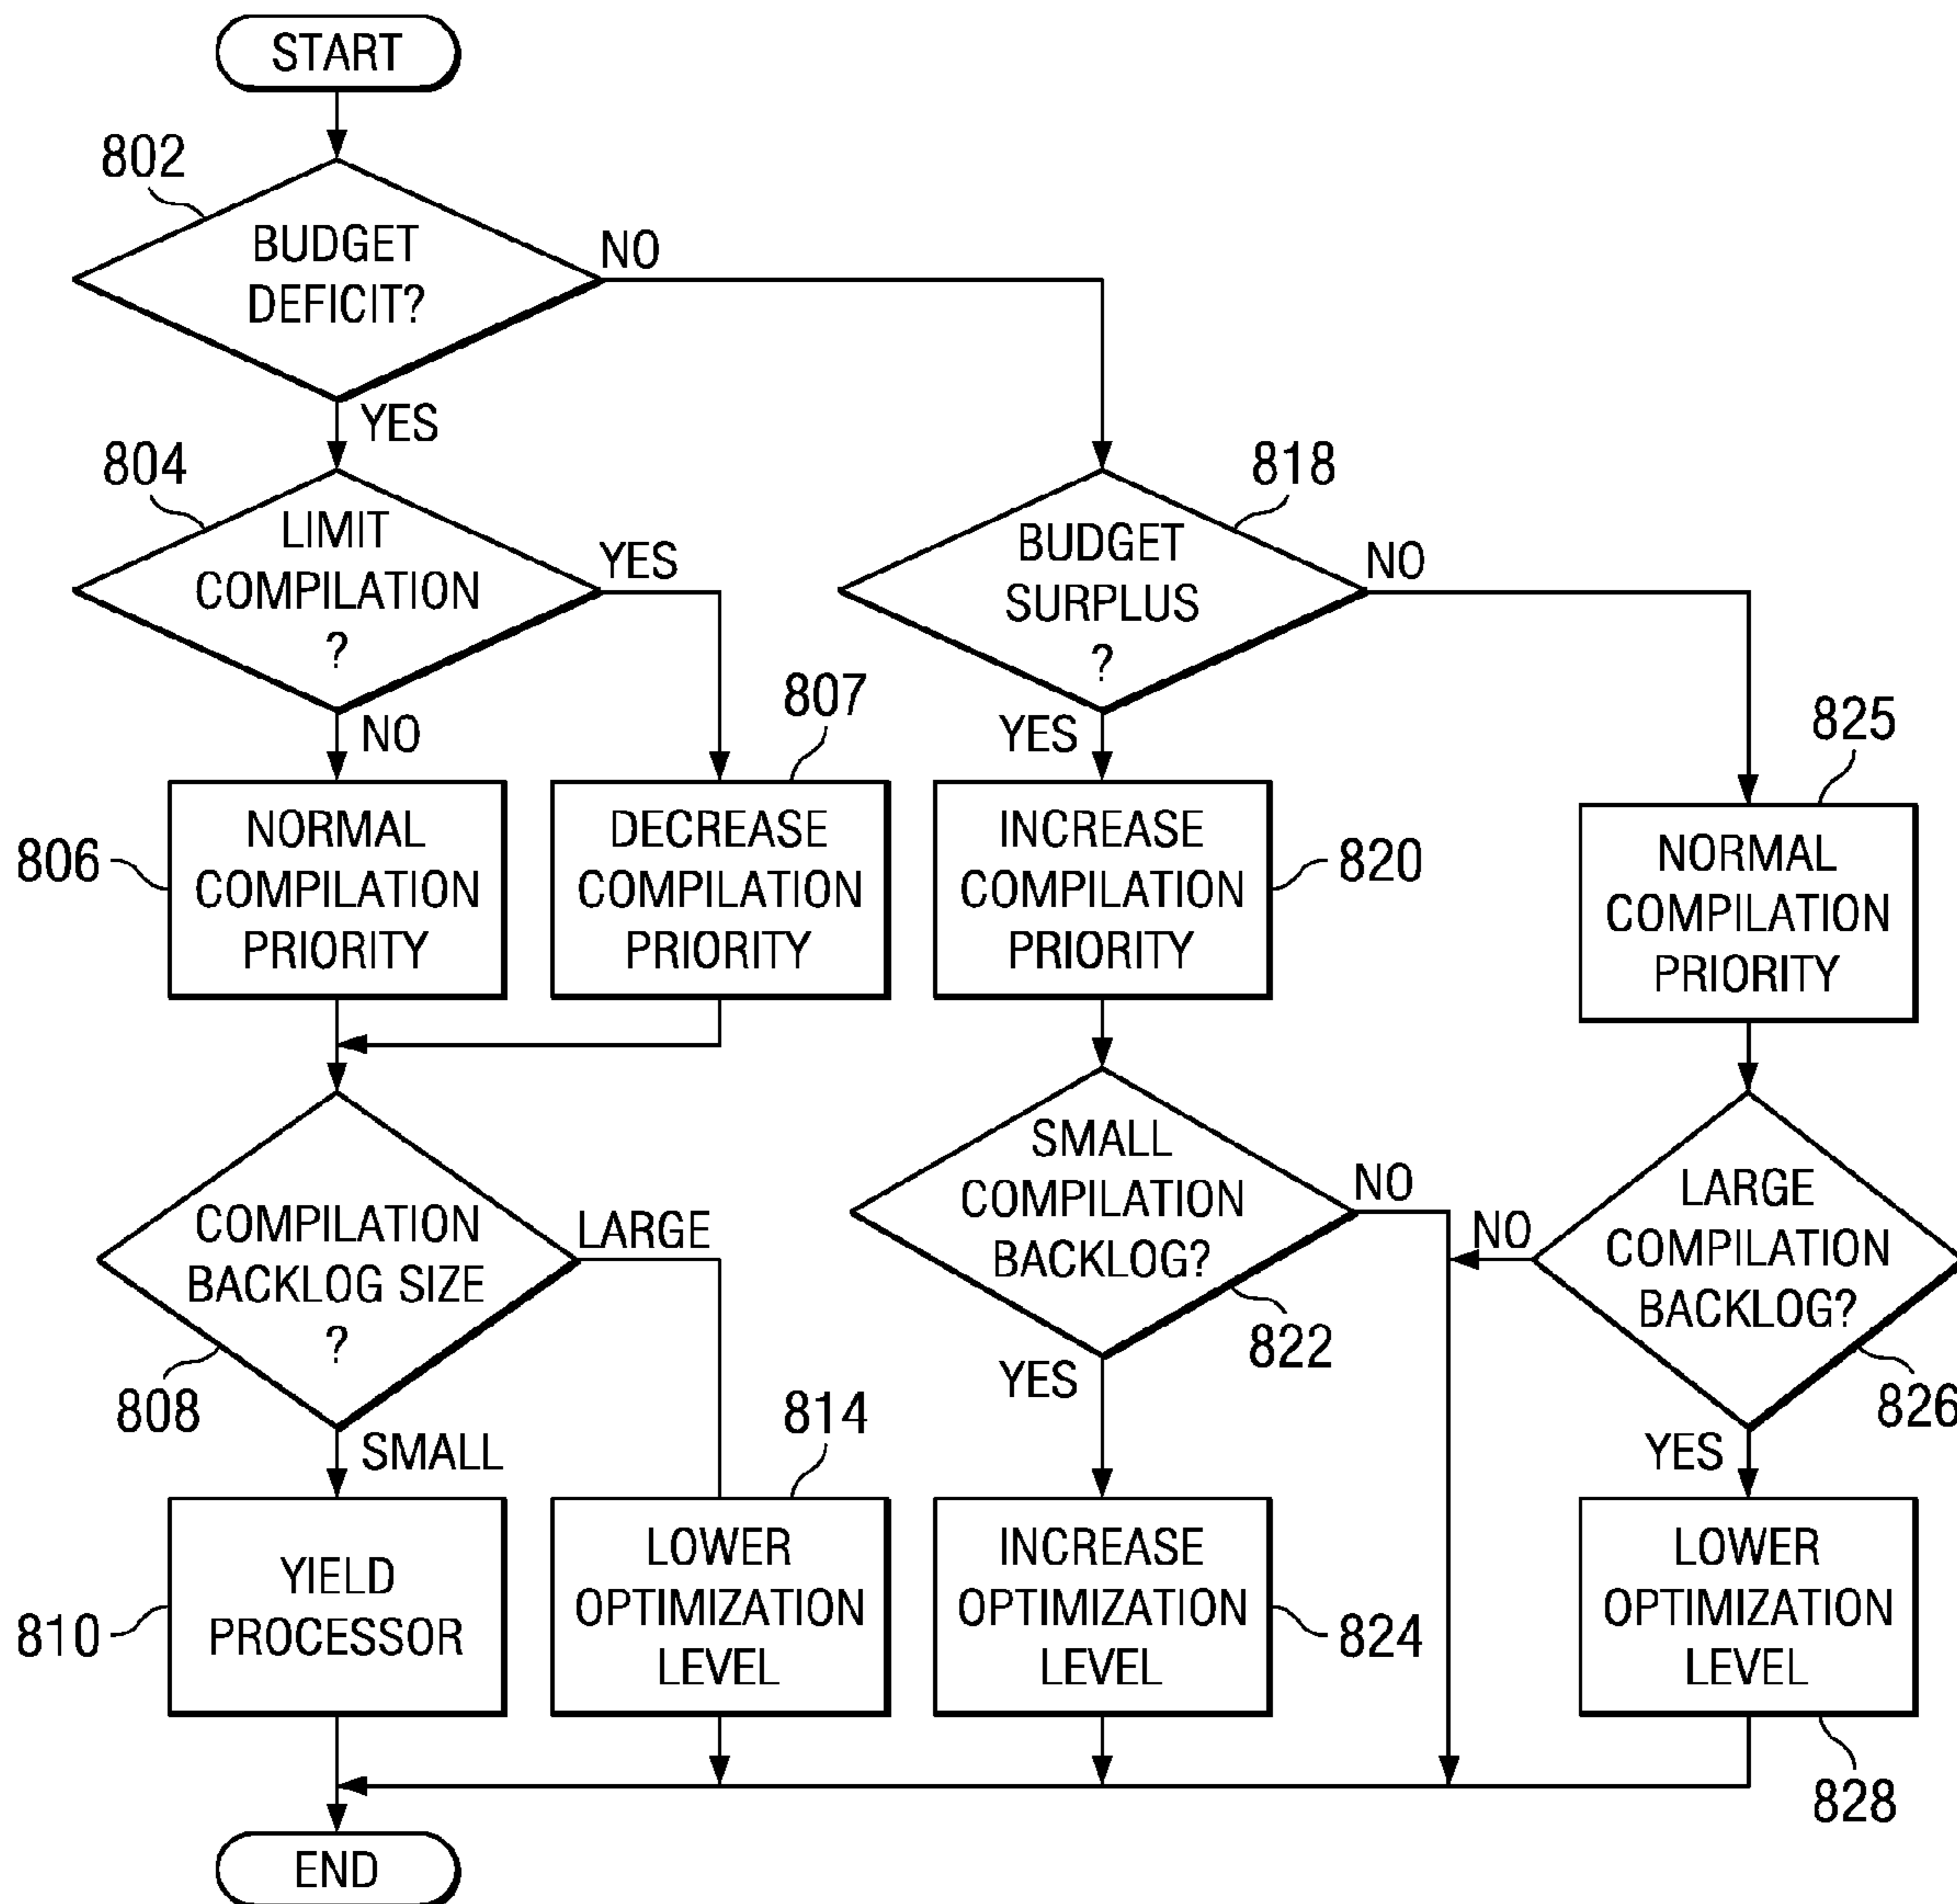 START
802
BUDGET
DEFICIT?
NO
YES
804
LIMIT
COMPILATION
?
YES
NO
818
BUDGET
SURPLUS
?
NO
YES
807
825
806
NORMAL
COMPILATION
PRIORITY
DECREASE
COMPILATION
PRIORITY
INCREASE
COMPILATION
PRIORITY
820
NORMAL
COMPILATION
PRIORITY
COMPILATION
BACKLOG SIZE
?
LARGE
808
SMALL
SMALL
COMPILATION
BACKLOG?
NO
822
YES
LARGE
COMPILATION
BACKLOG?
NO
826
YES
814
810
YIELD
PROCESSOR
LOWER
OPTIMIZATION
LEVEL
INCREASE
OPTIMIZATION
LEVEL
824
LOWER
OPTIMIZATION
LEVEL
828
END